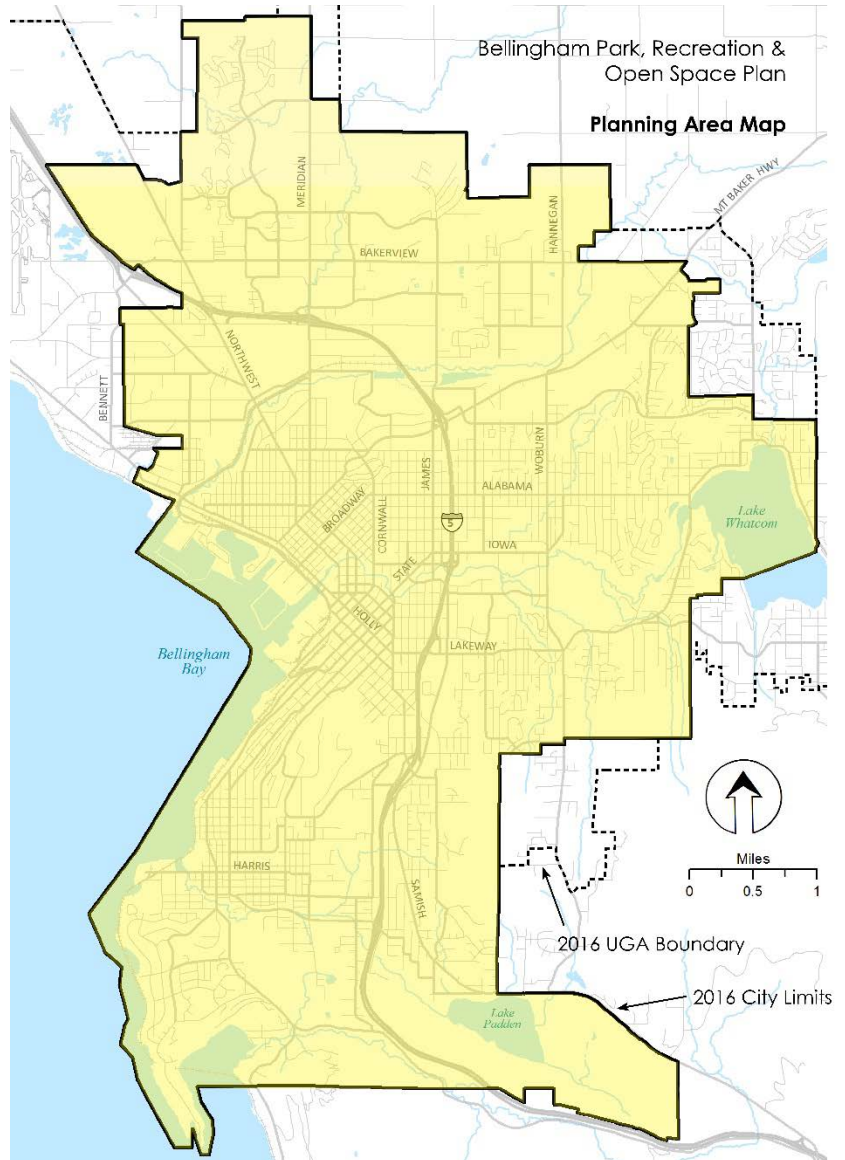 Bellingham Park, Recreation &
Open Space Plan
Planning Area Map
MERIDIAN
HANNEGAN
MT BAKER HWY
BAKERVIEW
NORTHWEST
BENNETT
JAMES
WOBURN
BROADWAY
CORNWALL
ALABAMA
5
IOWA
STATE
HOLLY
LAKEWAY
Lake
Whatcom
Bellingham
Bay
HARRIS
SAMISH
Miles
0 0.5 1
2016 UGA Boundary
2016 City Limits
Lake
Padden